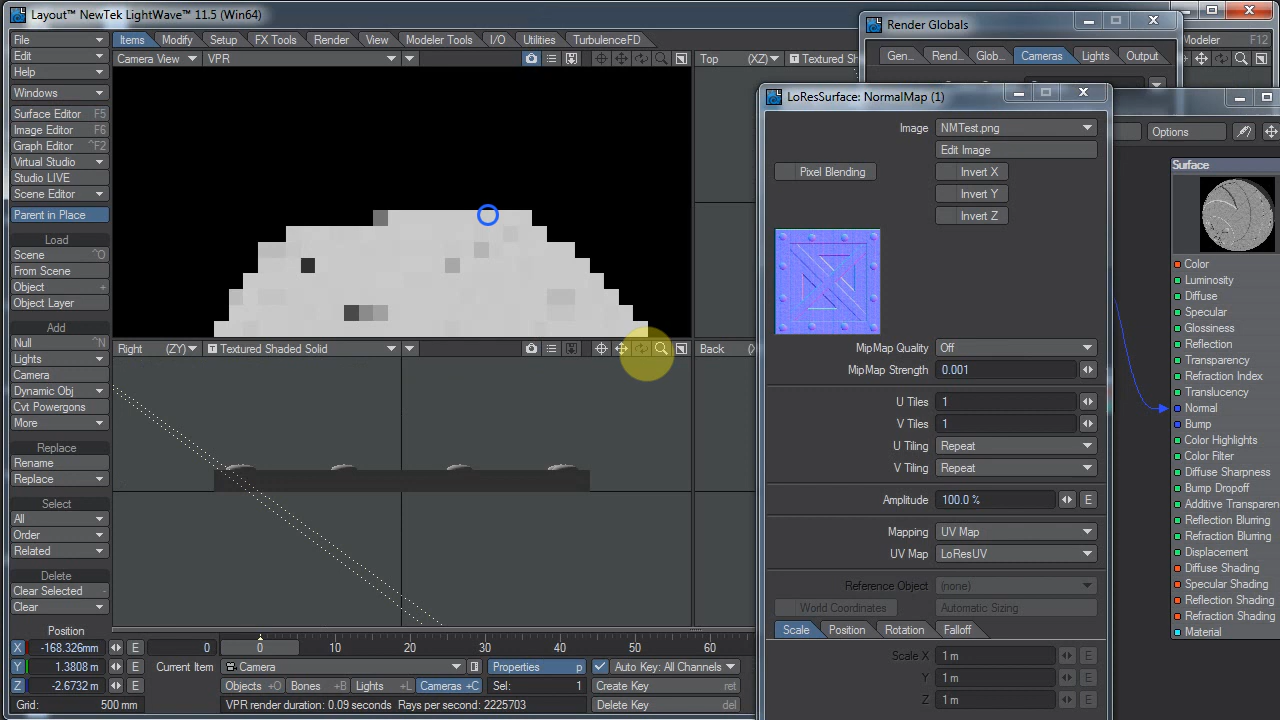 Layout™ NewTek LightWave™ 11.5 (Win64)
Render Globals
File
Items Modify Setup FX Tools Render View Modeler Tools I/O Utilities TurbulenceFD
Modeler F12
Edit
Camera View VPR
Top (XZ) Textured Sh
Gen... Rend... Glob... Cameras Lights Output
Help
Windows
LoResSurface: NormalMap (1)
Surface Editor F5
Image Editor F6
Graph Editor ^F2
Virtual Studio
Studio LIVE
Scene Editor
Parent in Place
Image NMTest.png
Edit Image
Options
Pixel Blending Invert X
Invert Y
Invert Z
Surface
Load
Scene ^O
From Scene
Object +
Object Layer
Add
Null ^N
Lights
Camera
Dynamic Obj
Cvt Powergons
More
Right (ZY) Textured Shaded Solid
Back
MipMap Quality Off
MipMap Strength 0.001
U Tiles 1
V Tiles 1
U Tiling Repeat
V Tiling Repeat
Amplitude 100.0 % E
Mapping UV Map
UV Map LoResUV
Reference Object (none)
World Coordinates Automatic Sizing
Scale Position Rotation Falloff
Scale X 1 m E
Y 1 m E
Z 1 m E
Color
Luminosity
Diffuse
Specular
Glossiness
Reflection
Transparency
Refraction Index
Translucency
Normal
Bump
Color Highlights
Color Filter
Diffuse Sharpness
Bump Dropoff
Additive Transparen
Reflection Blurring
Refraction Blurring
Displacement
Diffuse Shading
Specular Shading
Reflection Shading
Refraction Shading
Material
Replace
Rename
Replace
Select
All
Order
Related
Delete
Clear Selected -
Clear
Position
X -168.326mm E 0 0 10 20 30 40 50 60
Y 1.3808 m E Current Item Camera Properties p Auto Key: All Channels
Z -2.6732 m E Objects +O Bones +B Lights +L Cameras +C Sel: 1 Create Key ret
Grid: 500 mm VPR render duration: 0.09 seconds Rays per second: 2225703 Delete Key del